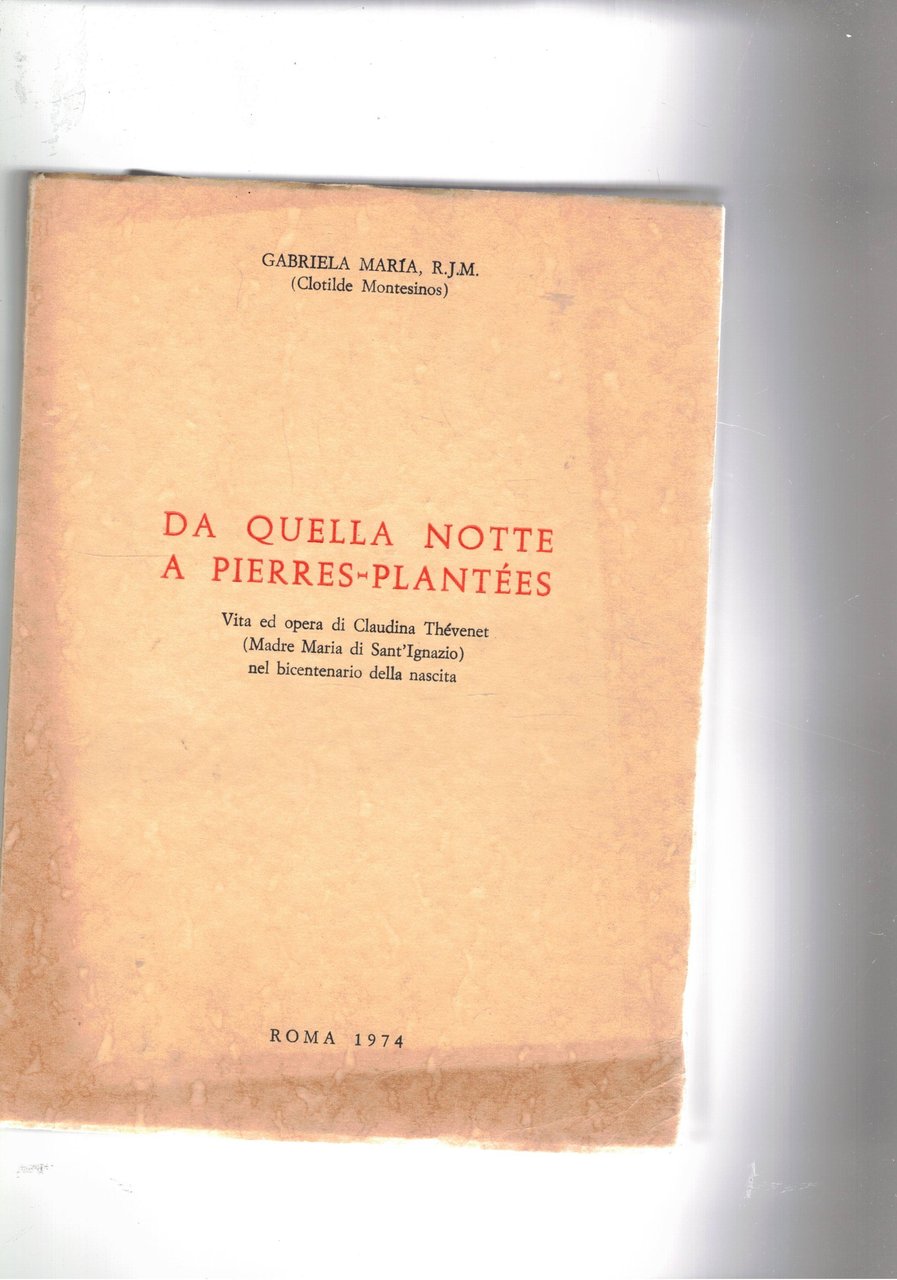 GABRIELA MARÍA, R.J.M.
(Clotilde Montesinos)
DA QUELLA NOTTE
A PIERRES-PLANTÉES
Vita ed opera di Claudina Thévenet
(Madre Maria di Sant'Ignazio)
nel bicentenario della nascita
ROMA 1974